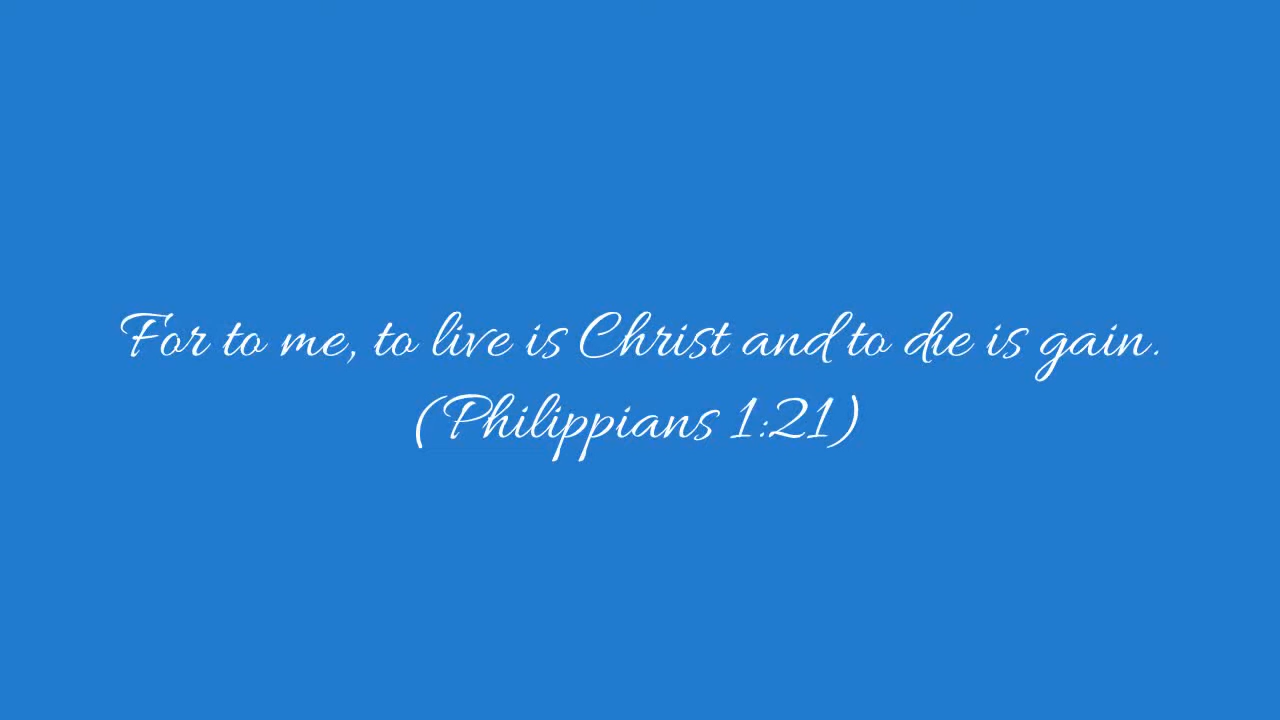 For to me, to live is Christ and to die is gain.
(Philippians 1:21)